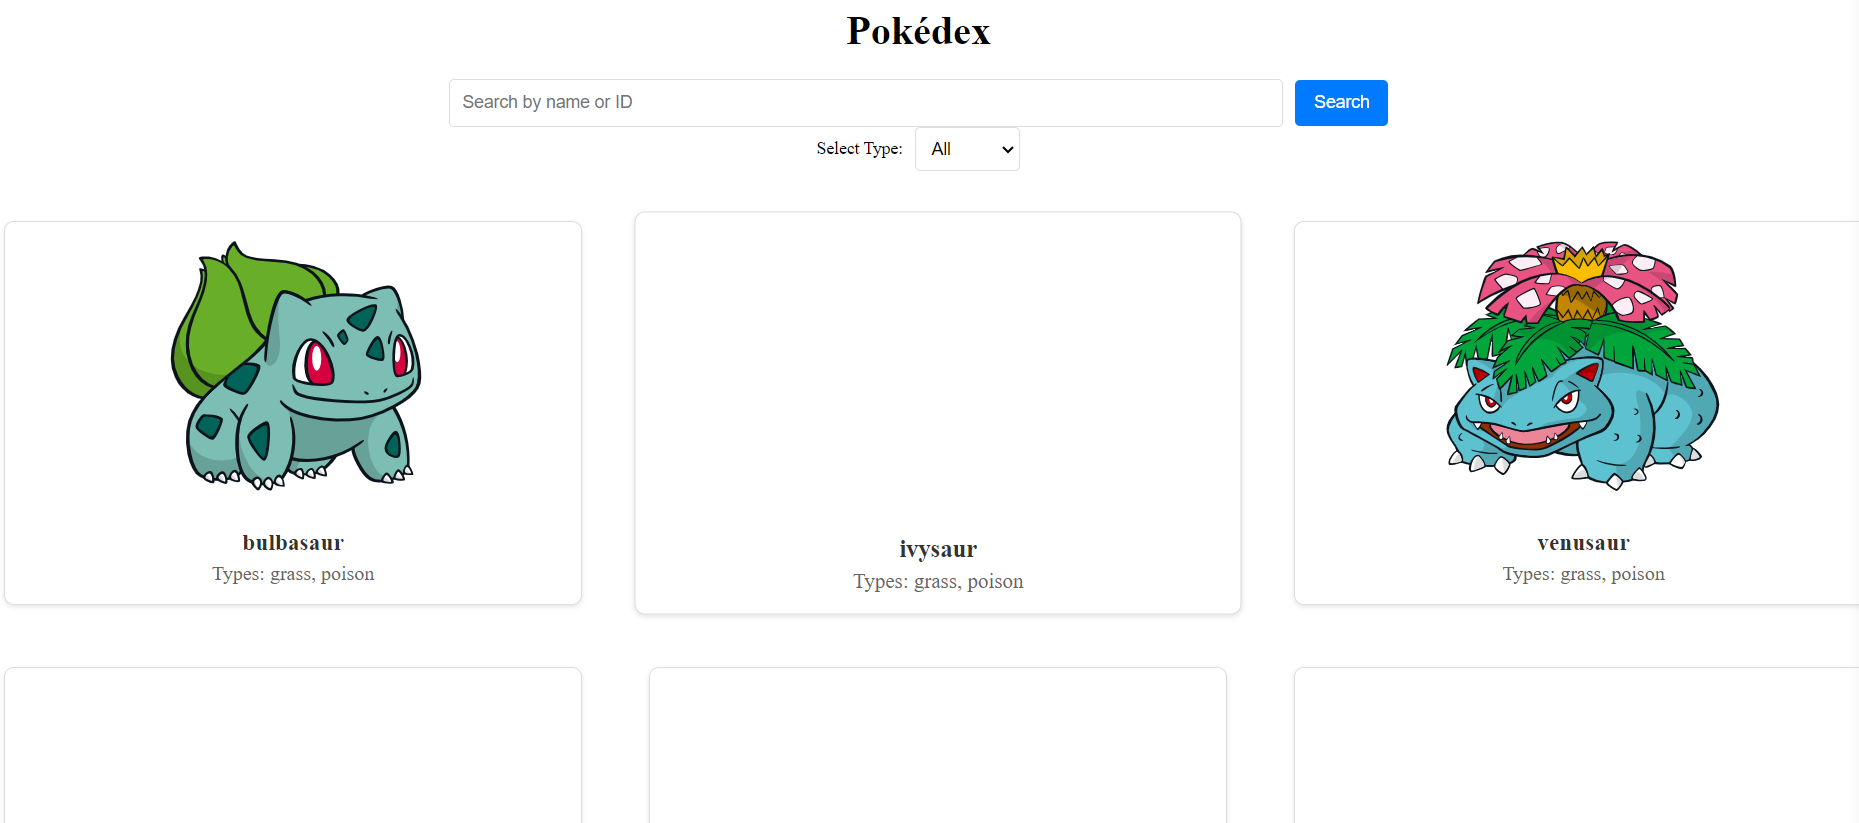 Pokédex
Search by name or ID
Search
Select Type:
All
bulbasaur
Types: grass, poison
ivysaur
Types: grass, poison
venusaur
Types: grass, poison